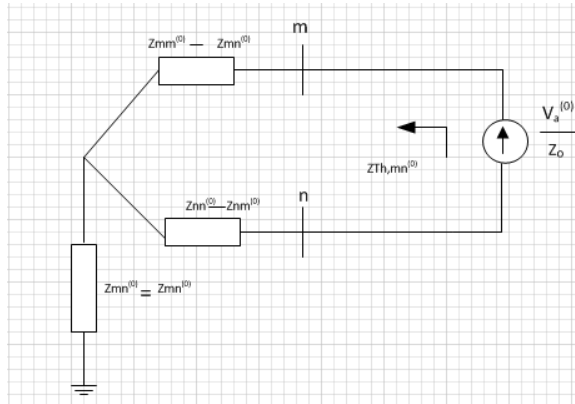 m
Zmm⁽⁰⁾ — Zmn⁽⁰⁾
Va⁽⁰⁾
Zo
ZTh,mn⁽⁰⁾
n
Znn⁽⁰⁾—Znm⁽⁰⁾
Zmn⁽⁰⁾ = Zmn⁽⁰⁾